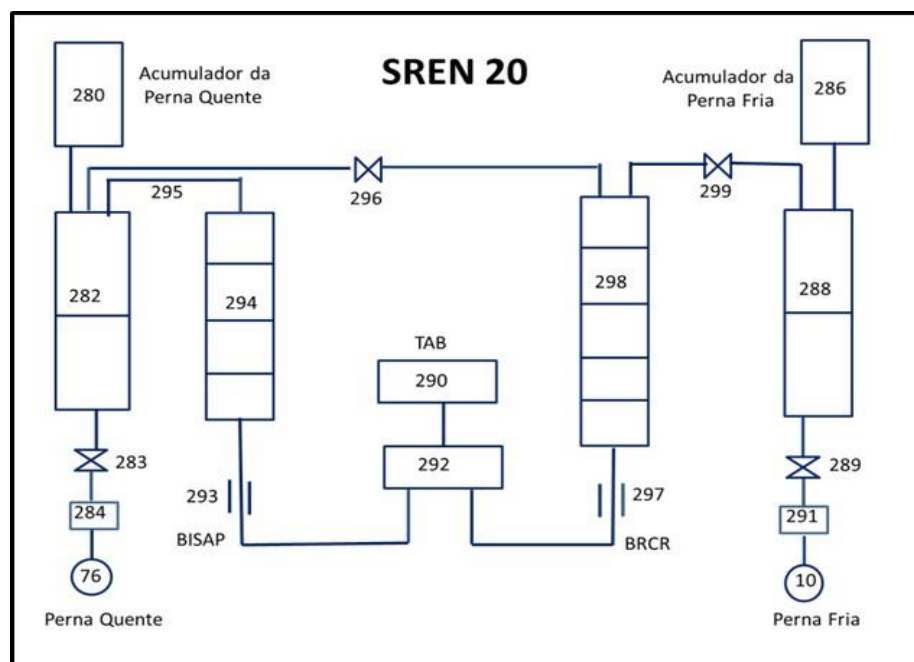 SREN 20
280
Acumulador da
Perna Quente
Acumulador da
Perna Fria
286
295
296
299
282
294
298
288
TAB
290
292
283
293
297
289
284
BISAP
BRCR
291
76
10
Perna Quente
Perna Fria